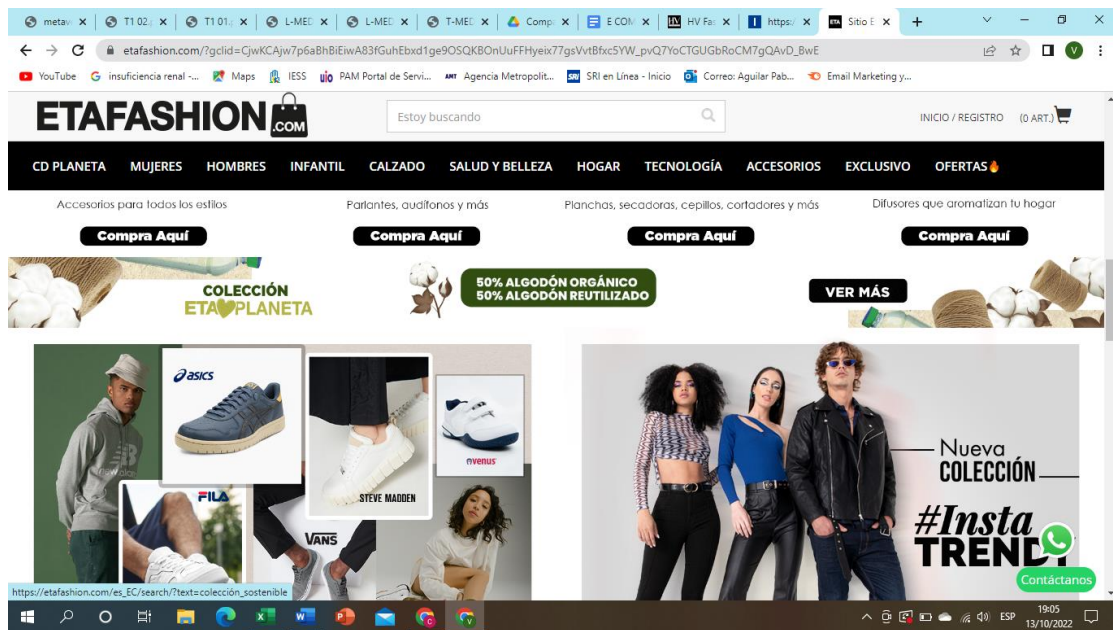 metav
T1 02.
T1 01.
L-MED
L-MED
T-MED
Comp
E COM
HV Fas
https:/
Sitio E
etafashion.com/?gclid=CjwKCAjw7p6aBhBiEiwA83fGuhEbxd1ge9OSQKBOnUuFFHyeix77gsVvtBfxc5YW_pvQ7YoCTGUGbRoCM7gQAvD_BwE
V
YouTube
insuficiencia renal -...
Maps
IESS
PAM Portal de Servi...
Agencia Metropolit...
SRI en Línea - Inicio
Correo: Aguilar Pab...
Email Marketing y...
ETAFASHION.COM
Estoy buscando
INICIO / REGISTRO (0 ART.)
CD PLANETA MUJERES HOMBRES INFANTIL CALZADO SALUD Y BELLEZA HOGAR TECNOLOGÍA ACCESORIOS EXCLUSIVO OFERTAS🔥
Accesorios para todos los estilos
Parlantes, audífonos y más
Planchas, secadoras, cepillos, cortadores y más
Difusores que aromatizan tu hogar
Compra Aquí
Compra Aquí
Compra Aquí
Compra Aquí
COLECCIÓN
ETA PLANETA
50% ALGODÓN ORGÁNICO
50% ALGODÓN REUTILIZADO
VER MÁS
asics
venus
STEVE MADDEN
FILA
VANS
Nueva
COLECCIÓN
#Insta
TRENDY
Contáctanos
https://etafashion.com/es_EC/search/?text=colección_sostenible
ESP
19:05
13/10/2022